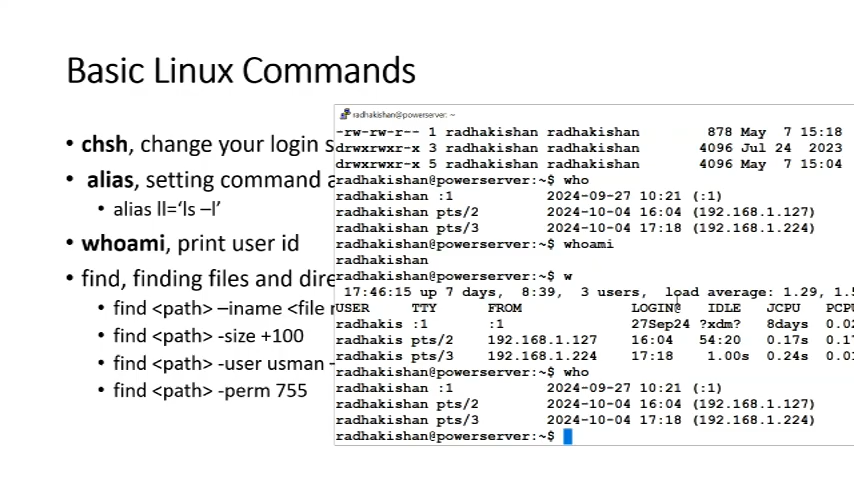 Basic Linux Commands
• chsh, change your login s
• alias, setting command a
• alias ll=‘ls –l’
• whoami, print user id
• find, finding files and dire
• find <path> –iname <file
• find <path> -size +100
• find <path> -user usman -
• find <path> -perm 755
radhakishan@powerserver: ~
-rw-rw-r-- 1 radhakishan radhakishan 878 May 7 15:18
drwxrwxr-x 3 radhakishan radhakishan 4096 Jul 24 2023
drwxrwxr-x 5 radhakishan radhakishan 4096 May 7 15:04
radhakishan@powerserver:~$ who
radhakishan :1 2024-09-27 10:21 (:1)
radhakishan pts/2 2024-10-04 16:04 (192.168.1.127)
radhakishan pts/3 2024-10-04 17:18 (192.168.1.224)
radhakishan@powerserver:~$ whoami
radhakishan
radhakishan@powerserver:~$ w
17:46:15 up 7 days, 8:39, 3 users, load average: 1.29, 1.5
USER TTY FROM LOGIN@ IDLE JCPU PCPU
radhakis :1 :1 27Sep24 ?xdm? 8days 0.02
radhakis pts/2 192.168.1.127 16:04 54:20 0.17s 0.17
radhakis pts/3 192.168.1.224 17:18 1.00s 0.24s 0.01
radhakishan@powerserver:~$ who
radhakishan :1 2024-09-27 10:21 (:1)
radhakishan pts/2 2024-10-04 16:04 (192.168.1.127)
radhakishan pts/3 2024-10-04 17:18 (192.168.1.224)
radhakishan@powerserver:~$